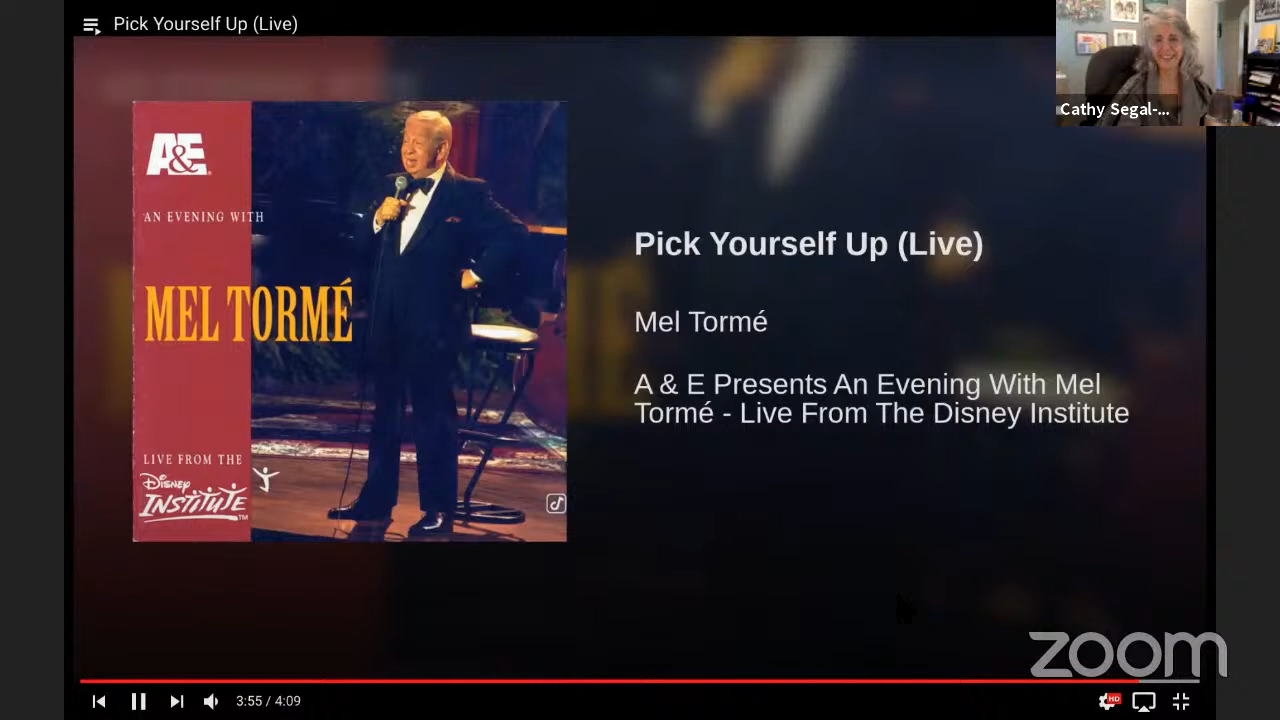 Pick Yourself Up (Live)
Cathy Segal-...
A&E
AN EVENING WITH
MEL TORMÉ
LIVE FROM THE
Disney
INSTITUTE
TM
Pick Yourself Up (Live)
Mel Tormé
A & E Presents An Evening With Mel
Tormé - Live From The Disney Institute
zoom
3:55 / 4:09
HD